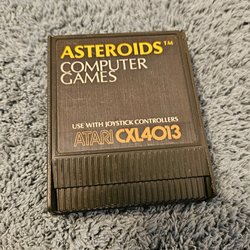 ASTEROIDS™
COMPUTER
GAMES
USE WITH JOYSTICK CONTROLLERS
ATARI CXL4013